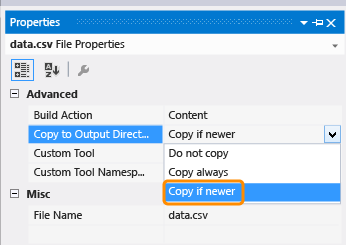 Properties
data.csv File Properties
Advanced
Build Action Content
Copy to Output Direct... Copy if newer
Custom Tool Do not copy
Custom Tool Namesp... Copy always
Copy if newer
Misc
File Name data.csv